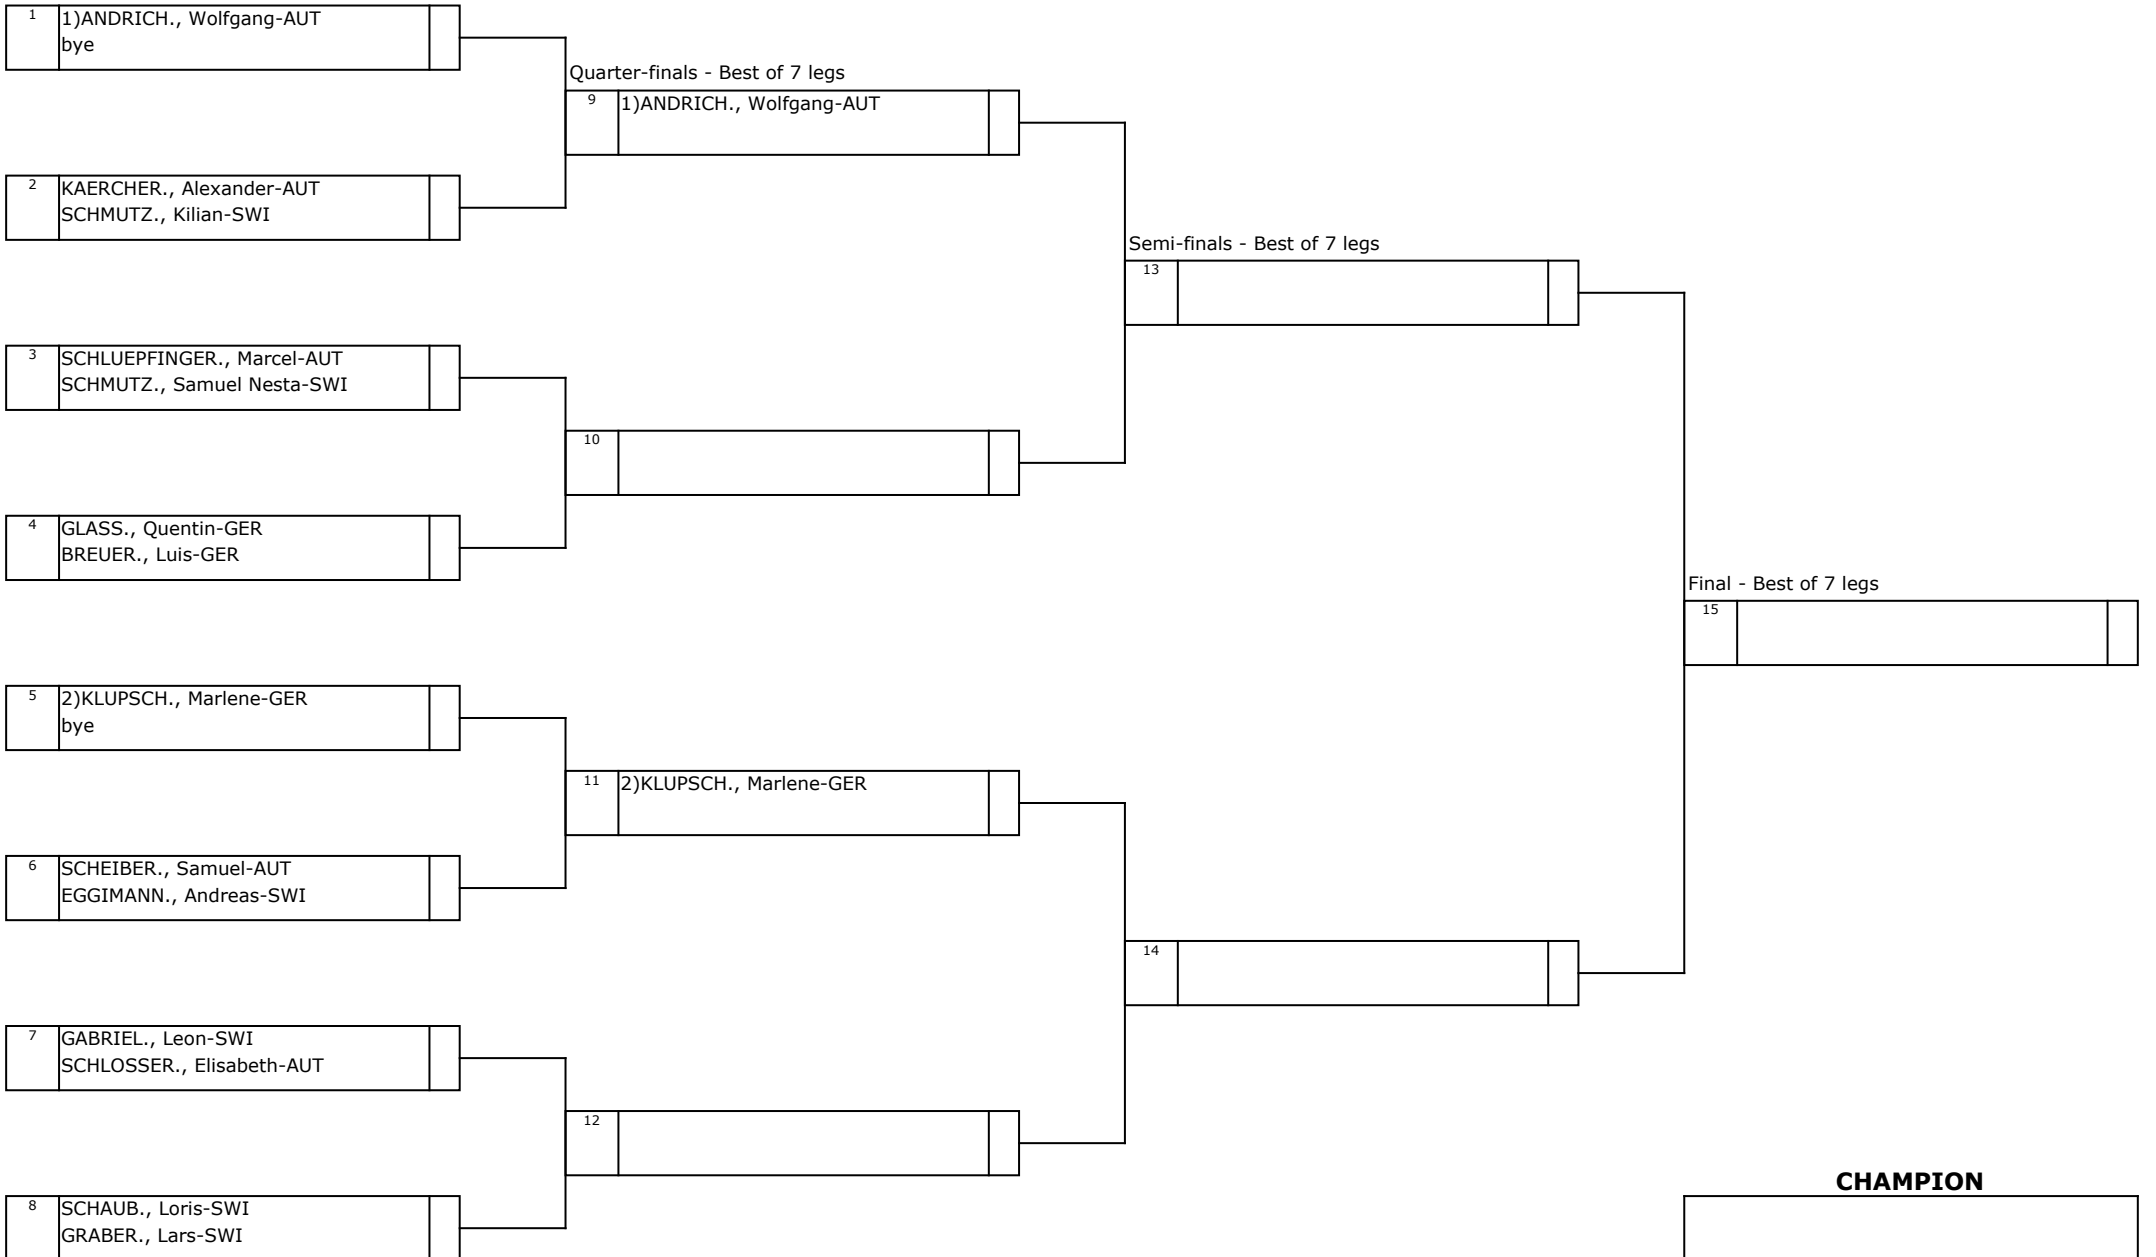 1
1)ANDRICH., Wolfgang-AUT
bye
Quarter-finals - Best of 7 legs
9
1)ANDRICH., Wolfgang-AUT
2
KAERCHER., Alexander-AUT
SCHMUTZ., Kilian-SWI
Semi-finals - Best of 7 legs
13
3
SCHLUEPFINGER., Marcel-AUT
SCHMUTZ., Samuel Nesta-SWI
10
4
GLASS., Quentin-GER
BREUER., Luis-GER
Final - Best of 7 legs
15
5
2)KLUPSCH., Marlene-GER
bye
11
2)KLUPSCH., Marlene-GER
6
SCHEIBER., Samuel-AUT
EGGIMANN., Andreas-SWI
14
7
GABRIEL., Leon-SWI
SCHLOSSER., Elisabeth-AUT
12
CHAMPION
8
SCHAUB., Loris-SWI
GRABER., Lars-SWI